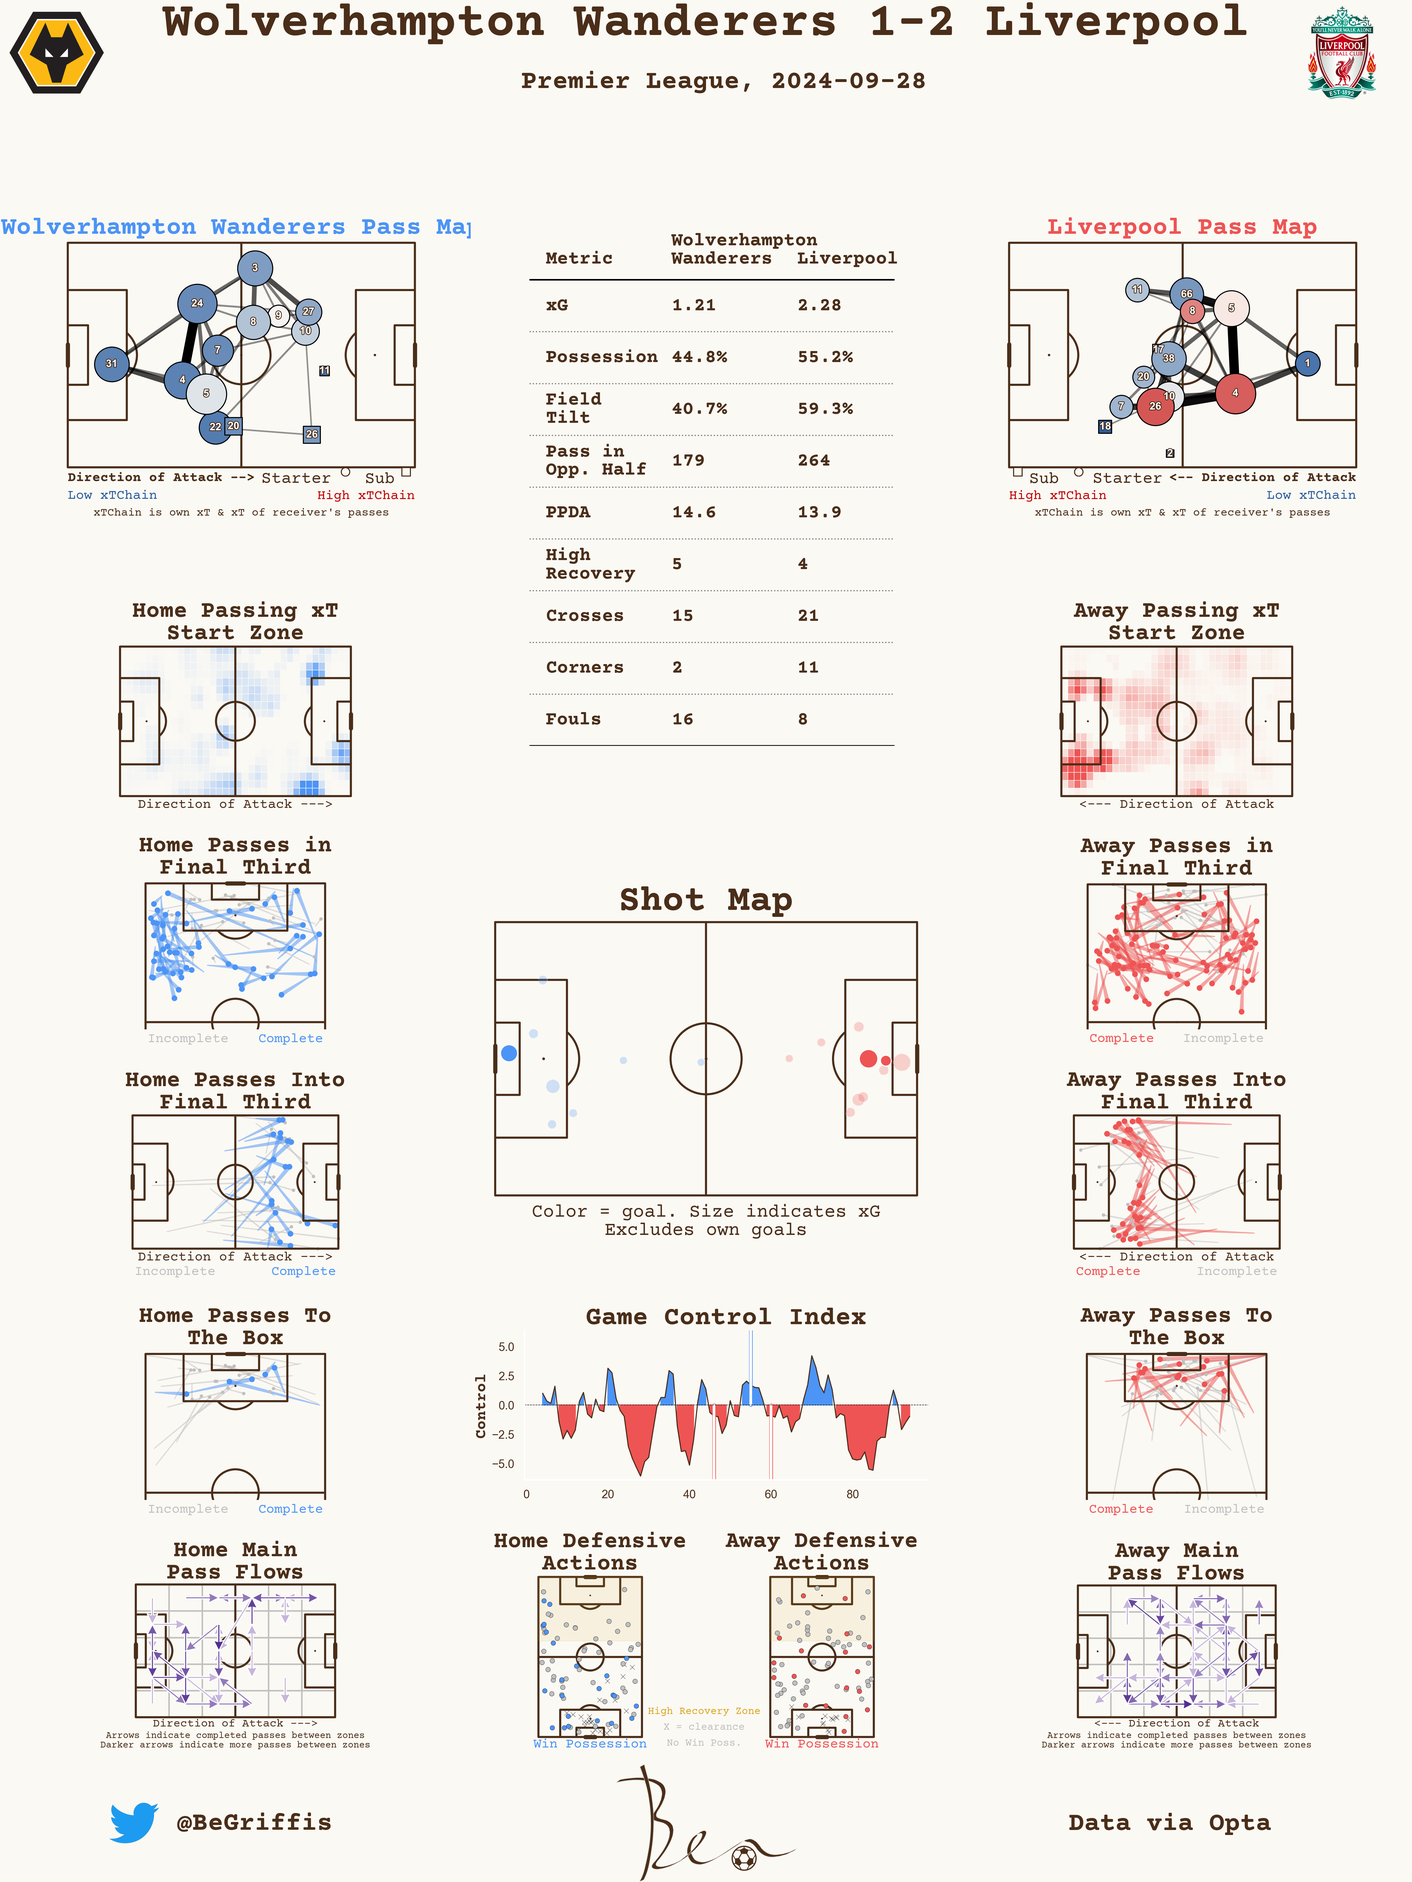 Wolverhampton Wanderers 1-2 Liverpool
Premier League, 2024-09-28
YOU'LL NEVER WALK ALONE
LIVERPOOL
FOOTBALL CLUB
EST·1892
Wolverhampton Wanderers Pass Map
3
24
27
8
9
10
7
31
11
4
5
22
20
26
Direction of Attack --> Starter Sub
Low xTChain High xTChain
xTChain is own xT & xT of receiver's passes
Metric Wolverhampton Wanderers Liverpool
xG 1.21 2.28
Possession 44.8% 55.2%
Field Tilt 40.7% 59.3%
Pass in Opp. Half 179 264
PPDA 14.6 13.9
High Recovery 5 4
Crosses 15 21
Corners 2 11
Fouls 16 8
Liverpool Pass Map
11
66
8
5
17
38
1
20
10
4
7
26
18
2
Sub Starter <-- Direction of Attack
High xTChain Low xTChain
xTChain is own xT & xT of receiver's passes
Home Passing xT
Start Zone
Direction of Attack --->
Away Passing xT
Start Zone
<--- Direction of Attack
Home Passes in
Final Third
Incomplete Complete
Away Passes in
Final Third
Complete Incomplete
Shot Map
Color = goal. Size indicates xG
Excludes own goals
Home Passes Into
Final Third
Direction of Attack --->
Incomplete Complete
Away Passes Into
Final Third
<--- Direction of Attack
Complete Incomplete
Home Passes To
The Box
Incomplete Complete
Game Control Index
Control
5.0
2.5
0.0
−2.5
−5.0
0 20 40 60 80
Away Passes To
The Box
Complete Incomplete
Home Main
Pass Flows
Direction of Attack --->
Arrows indicate completed passes between zones
Darker arrows indicate more passes between zones
Home Defensive
Actions
Win Possession
High Recovery Zone
X = clearance
No Win Poss.
Away Defensive
Actions
Win Possession
Away Main
Pass Flows
<--- Direction of Attack
Arrows indicate completed passes between zones
Darker arrows indicate more passes between zones
@BeGriffis
Ben
Data via Opta